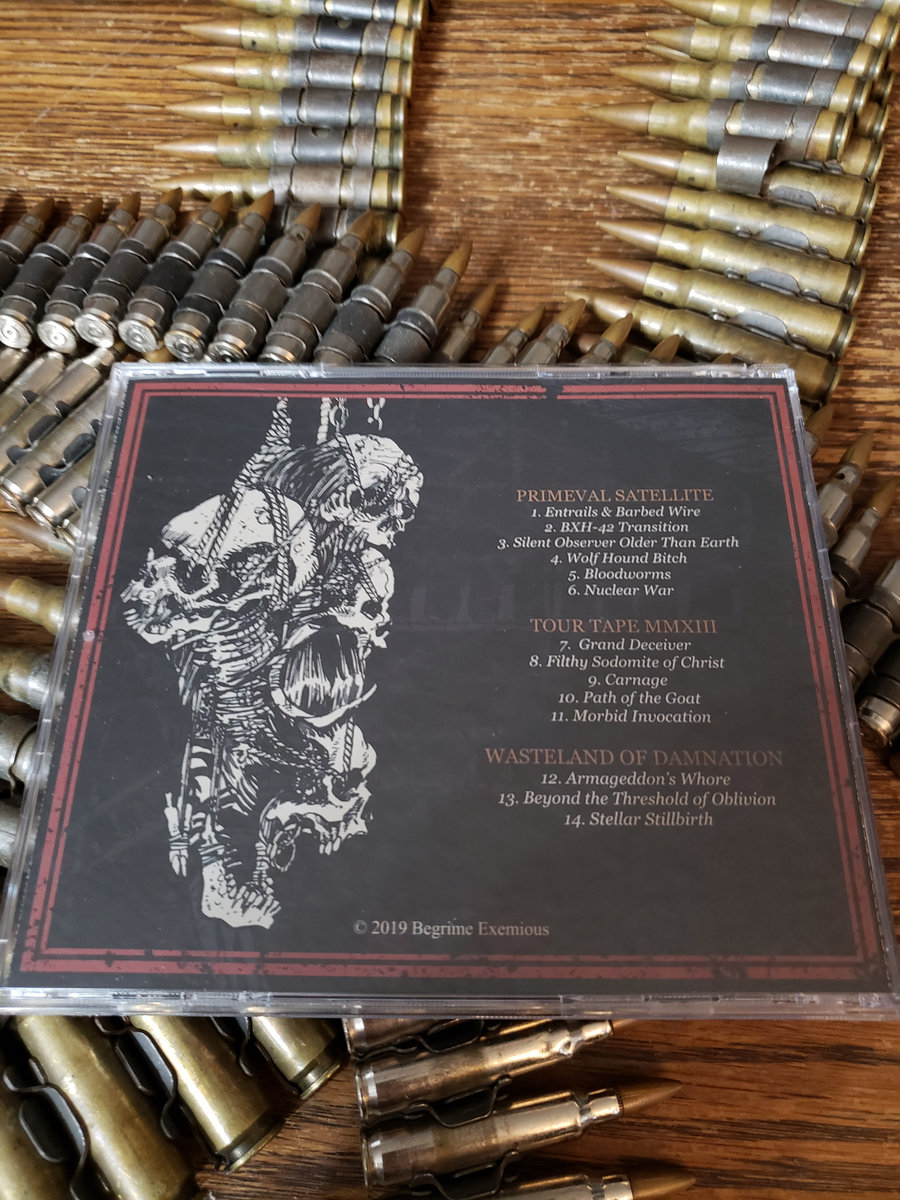 PRIMEVAL SATELLITE
1. Entrails & Barbed Wire
2. BXH-42 Transition
3. Silent Observer Older Than Earth
4. Wolf Hound Bitch
5. Bloodworms
6. Nuclear War
TOUR TAPE MMXIII
7. Grand Deceiver
8. Filthy Sodomite of Christ
9. Carnage
10. Path of the Goat
11. Morbid Invocation
WASTELAND OF DAMNATION
12. Armageddon's Whore
13. Beyond the Threshold of Oblivion
14. Stellar Stillbirth
© 2019 Begrime Exemious